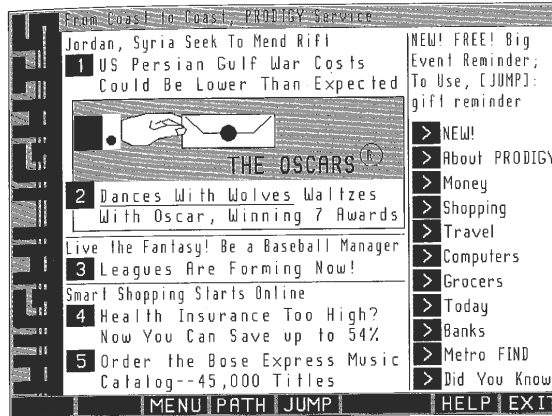 From Coast to Coast, PRODIGY Service
HIGHLIGHTS
Jordan, Syria Seek To Mend Rift
1 US Persian Gulf War Costs
Could Be Lower Than Expected
THE OSCARS®
2 Dances With Wolves Waltzes
With Oscar, Winning 7 Awards
Live the Fantasy! Be a Baseball Manager
3 Leagues Are Forming Now!
Smart Shopping Starts Online
4 Health Insurance Too High?
Now You Can Save up to 54%
5 Order the Bose Express Music
Catalog--45,000 Titles
NEW! FREE! Big
Event Reminder;
To Use, [JUMP]:
gift reminder
> NEW!
> About PRODIGY
> Money
> Shopping
> Travel
> Computers
> Grocers
> Today
> Banks
> Metro FIND
> Did You Know
MENU PATH JUMP HELP EXIT